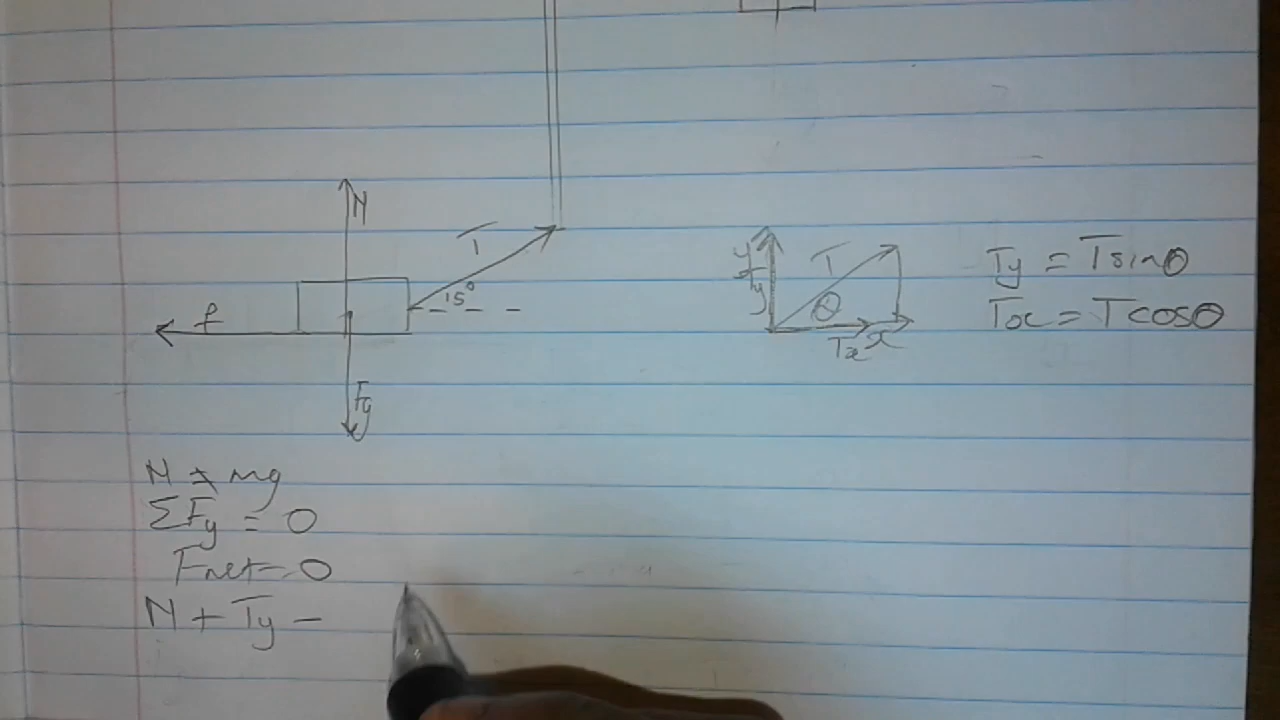 N
T
15°
f
Fg
y
Ty
T
θ
Tx
x
Ty = Tsinθ
Tx = Tcosθ
N ≠ mg
ΣFy = 0
Fnet = 0
N + Ty -